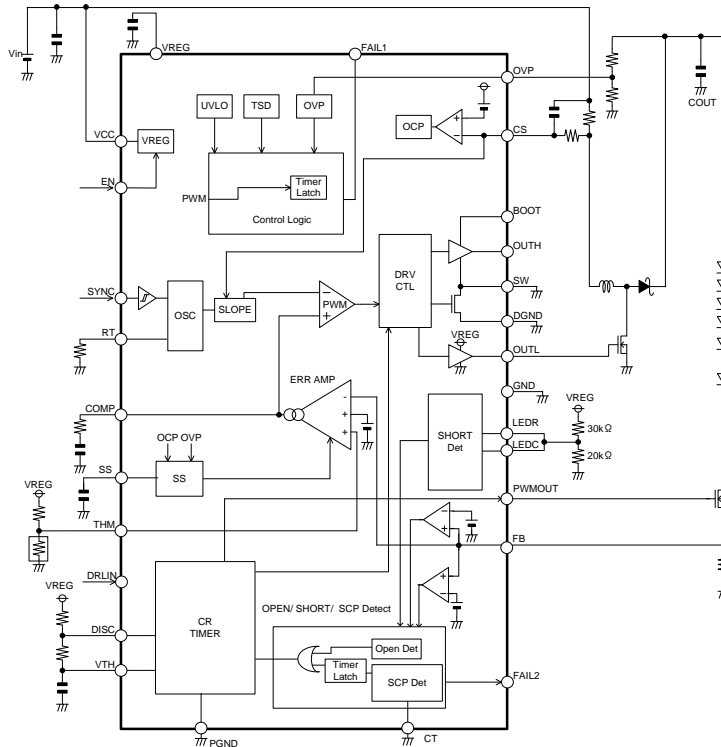 VREG
FAIL1
Vin
OVP
COUT
UVLO
TSD
OVP
OCP
CS
VCC
VREG
EN
PWM
Timer
Latch
Control Logic
BOOT
OUTH
DRV
CTL
SW
SYNC
OSC
SLOPE
PWM
DGND
VREG
RT
OUTL
ERR AMP
GND
VREG
COMP
SHORT
Det
LEDR
30kΩ
LEDC
20kΩ
OCP OVP
SS
SS
VREG
PWMOUT
THM
FB
DRLIN
VREG
OPEN/ SHORT/ SCP Detect
CR
TIMER
DISC
Open Det
Timer
Latch
SCP Det
VTH
FAIL2
PGND
CT